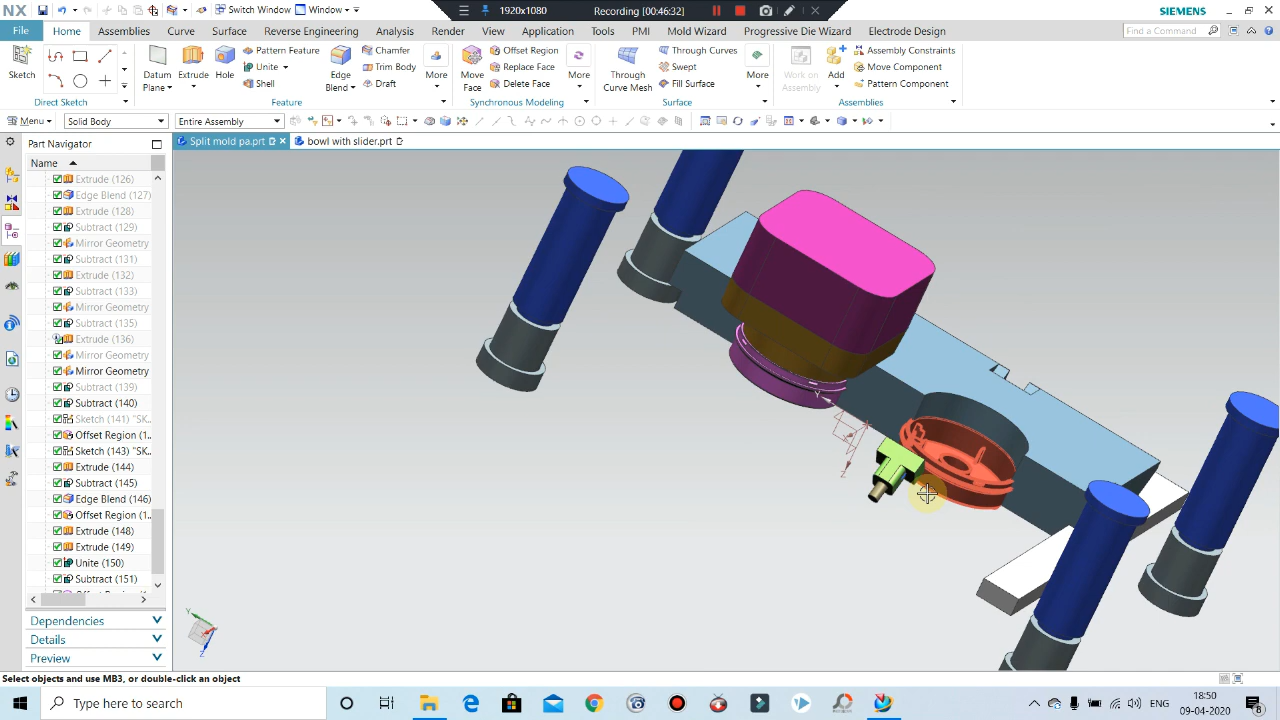 NX
Switch Window
Window
1920x1080
Recording [00:46:32]
SIEMENS
File
Home
Assemblies
Curve
Surface
Reverse Engineering
Analysis
View
Application
Tools
PMI
Mold Wizard
Progressive Die Wizard
Electrode Design
Find a Command
Sketch
Direct Sketch
Datum Plane
Extrude
Hole
Pattern Feature
Unite
Shell
Edge Blend
Chamfer
Trim Body
Draft
More
Feature
Move Face
Offset Region
Replace Face
Delete Face
More
Synchronous Modeling
Through Curve Mesh
Through Curves
Swept
Fill Surface
More
Surface
Work on Assembly
Add
Assembly Constraints
Move Component
Pattern Component
Assemblies
Menu
Solid Body
Entire Assembly
Part Navigator
Split mold pa.prt
bowl with slider.prt
Name
Extrude (126)
Edge Blend (127)
Extrude (128)
Subtract (129)
Mirror Geometry
Subtract (131)
Extrude (132)
Subtract (133)
Mirror Geometry
Subtract (135)
Extrude (136)
Mirror Geometry
Mirror Geometry
Subtract (139)
Subtract (140)
Sketch (141) "SK
Offset Region (1...
Sketch (143) "SK
Extrude (144)
Subtract (145)
Edge Blend (146)
Offset Region (1...
Extrude (148)
Extrude (149)
Unite (150)
Subtract (151)
Dependencies
Details
Preview
Y
Z
Y
Z
Select objects and use MB3, or double-click an object
Type here to search
ENG
18:50
09-04-2020